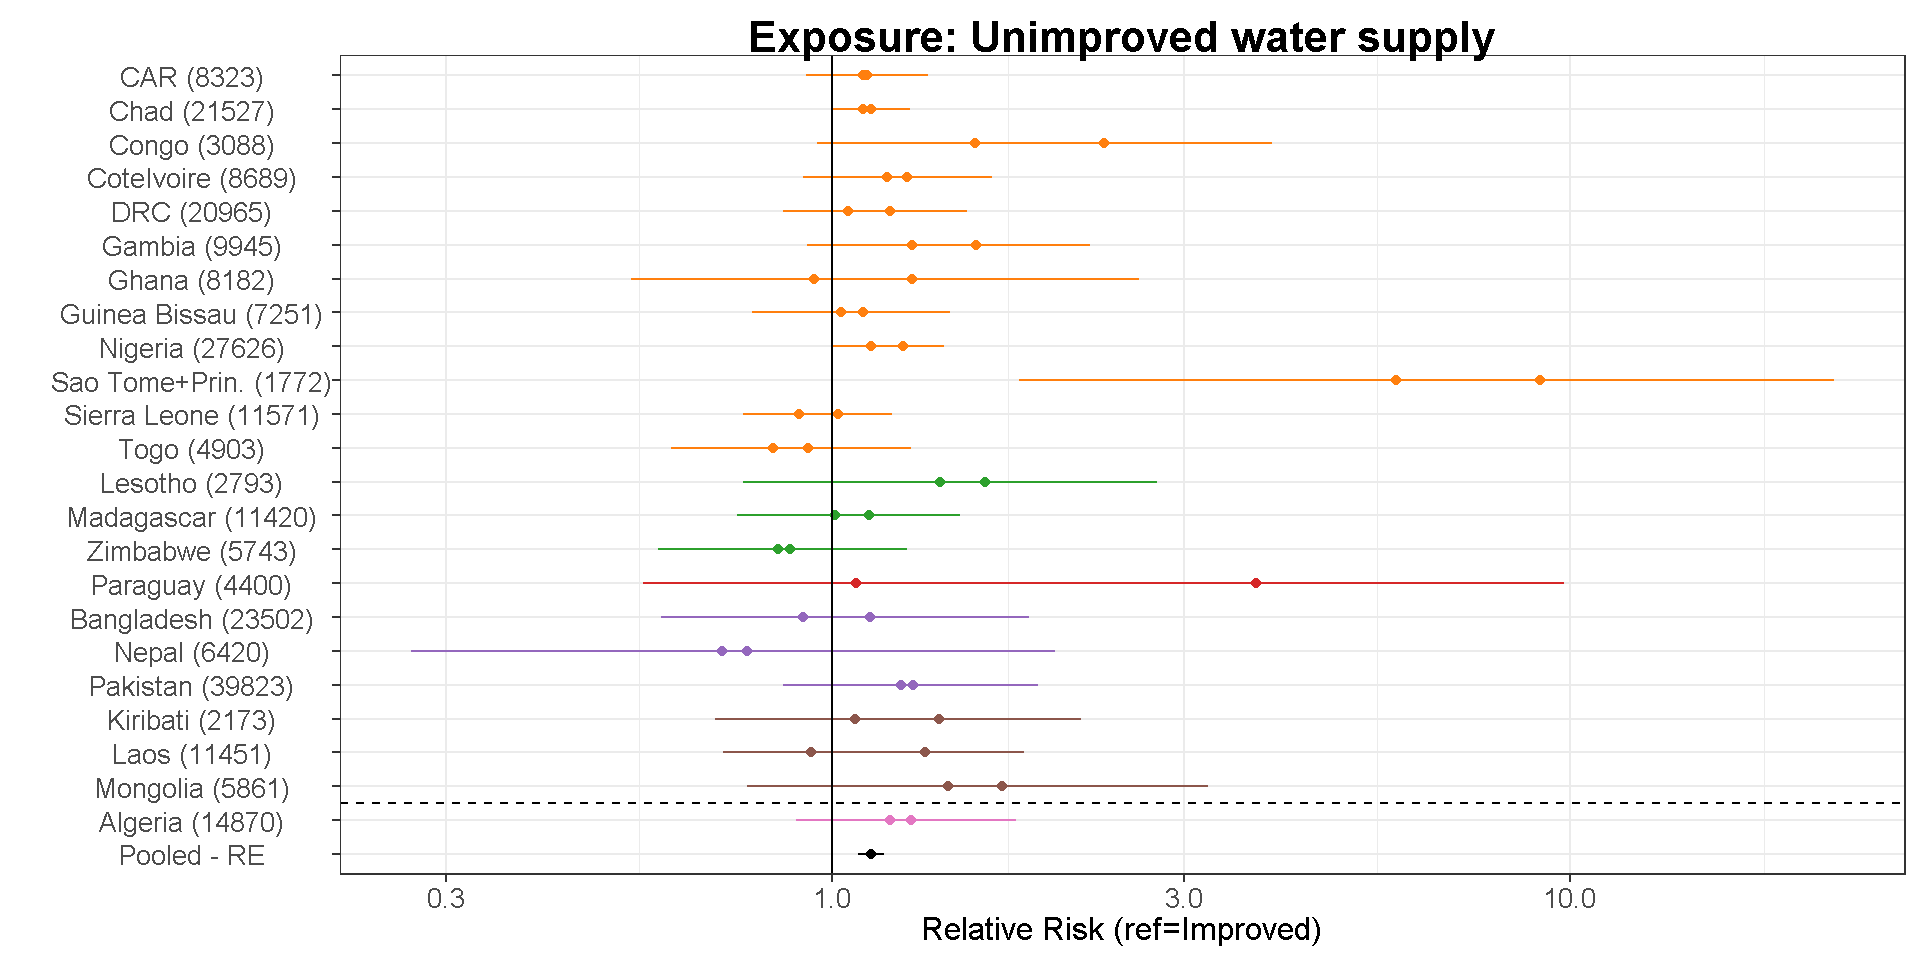 Exposure: Unimproved water supply
CAR (8323)
Chad (21527)
Congo (3088)
CoteIvoire (8689)
DRC (20965)
Gambia (9945)
Ghana (8182)
Guinea Bissau (7251)
Nigeria (27626)
Sao Tome+Prin. (1772)
Sierra Leone (11571)
Togo (4903)
Lesotho (2793)
Madagascar (11420)
Zimbabwe (5743)
Paraguay (4400)
Bangladesh (23502)
Nepal (6420)
Pakistan (39823)
Kiribati (2173)
Laos (11451)
Mongolia (5861)
Algeria (14870)
Pooled - RE
0.3 1.0 3.0 10.0
Relative Risk (ref=Improved)